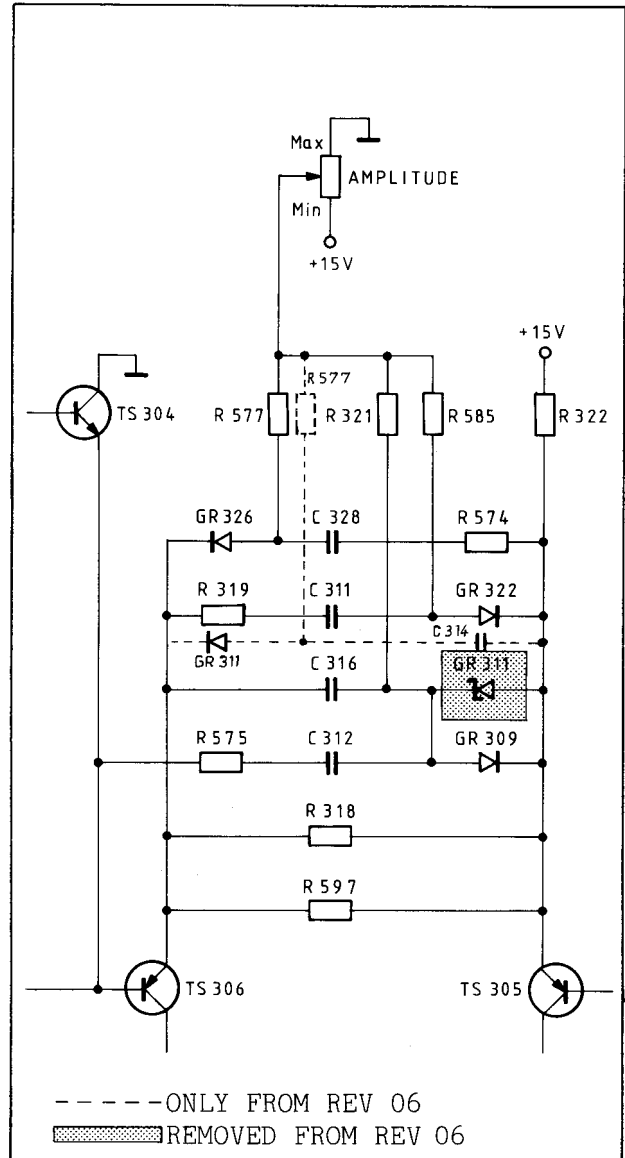 Max
AMPLITUDE
Min
+15V
+15V
TS 304
R 577
R 577
R 321
R 585
R 322
GR 326
C 328
R 574
R 319
C 311
GR 322
GR 311
C 314
C 316
GR 311
R 575
C 312
GR 309
R 318
R 597
TS 306
TS 305
ONLY FROM REV 06
REMOVED FROM REV 06